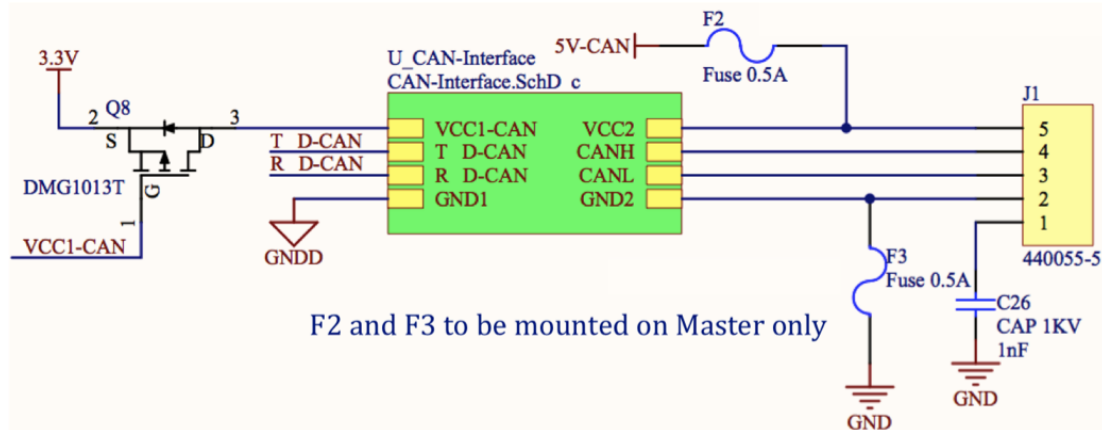 F2
5V-CAN
Fuse 0.5A
3.3V
U_CAN-Interface
CAN-Interface.SchD c
J1
2
Q8
3
S
D
G
DMG1013T
1
VCC1-CAN
T D-CAN
R D-CAN
GNDD
VCC1-CAN
T D-CAN
R D-CAN
GND1
VCC2
CANH
CANL
GND2
5
4
3
2
1
440055-5
F3
Fuse 0.5A
C26
CAP 1KV
1nF
GND
GND
F2 and F3 to be mounted on Master only